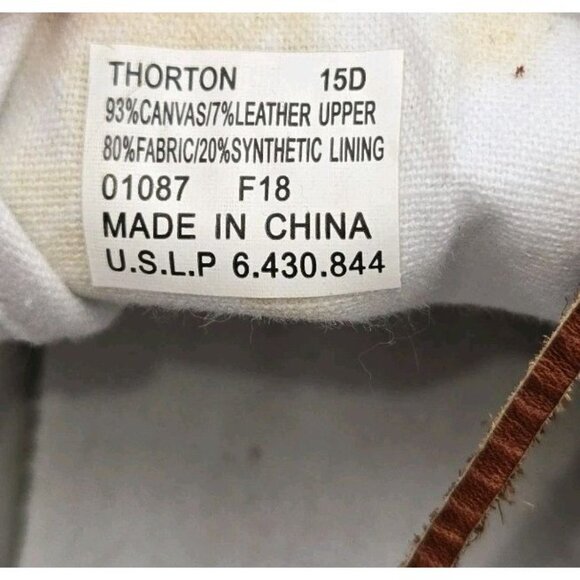 THORTON 15D
93%CANVAS/7%LEATHER UPPER
80%FABRIC/20%SYNTHETIC LINING
01087 F18
MADE IN CHINA
U.S.L.P 6.430.844